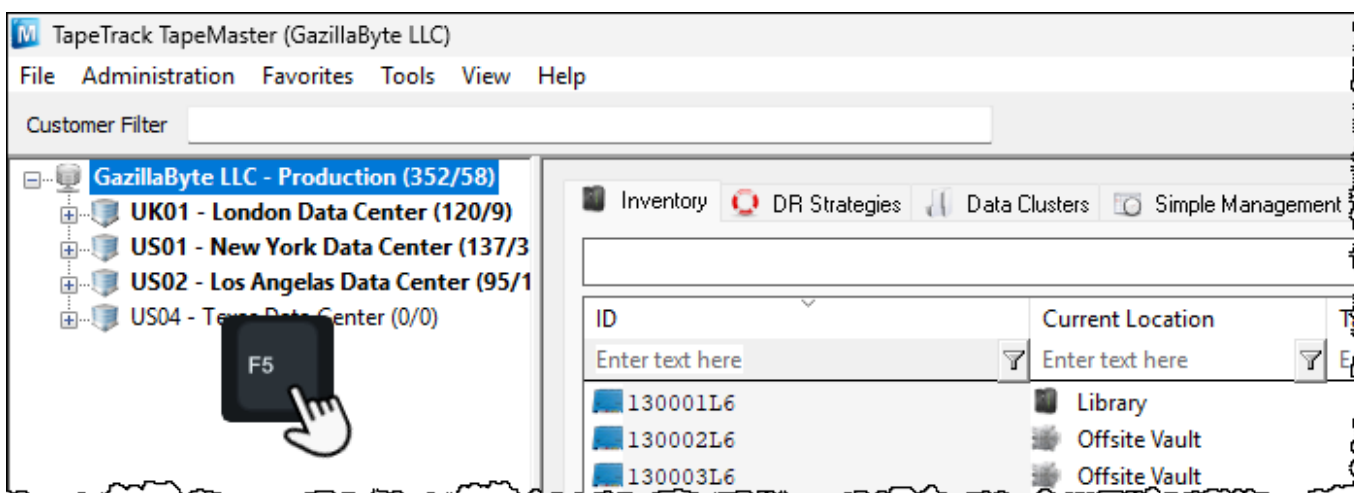 TapeTrack TapeMaster (GazillaByte LLC)
File Administration Favorites Tools View Help
Customer Filter
GazillaByte LLC - Production (352/58)
UK01 - London Data Center (120/9)
US01 - New York Data Center (137/3
US02 - Los Angelas Data Center (95/1
US04 - Texas Data Center (0/0)
F5
Inventory DR Strategies Data Clusters Simple Management
ID Current Location
Enter text here Enter text here
130001L6 Library
130002L6 Offsite Vault
130003L6 Offsite Vault